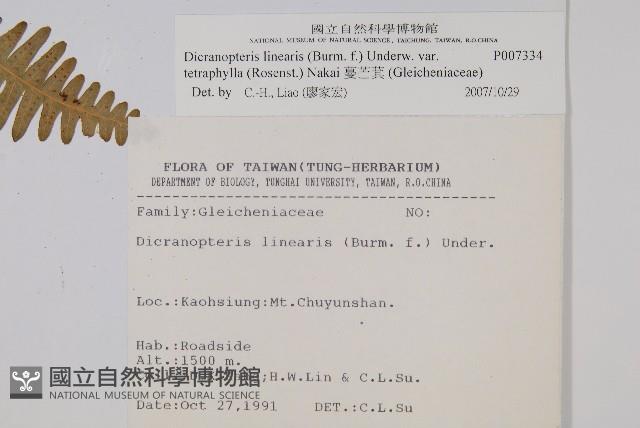 國立自然科學博物館
NATIONAL MUSEUM OF NATURAL SCIENCE, TAICHUNG, TAIWAN, R.O.CHINA
Dicranopteris linearis (Burm. f.) Underw. var. P007334
tetraphylla (Rosenst.) Nakai 蔓芒萁 (Gleicheniaceae)
Det. by C.-H., Liao (廖家宏) 2007/10/29
FLORA OF TAIWAN(TUNG-HERBARIUM)
DEPARTMENT OF BIOLOGY, TUNGHAI UNIVERSITY, TAIWAN, R.O.CHINA
Family:Gleicheniaceae NO:
Dicranopteris linearis (Burm. f.) Under.
Loc.:Kaohsiung:Mt.Chuyunshan.
Hab.:Roadside
Alt.:1500 m.
H.W.Lin & C.L.Su.
國立自然科學博物館
NATIONAL MUSEUM OF NATURAL SCIENCE
Date:Oct 27,1991 DET.:C.L.Su